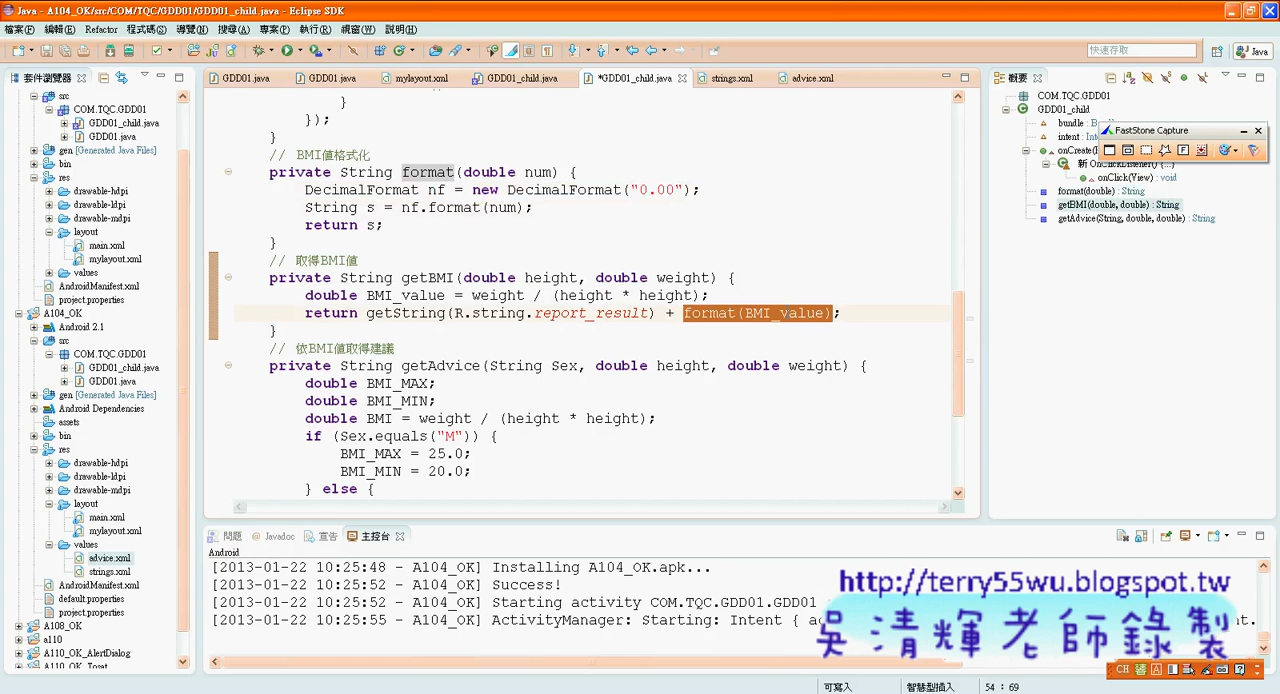 Java - A104_OK/src/COM/TQC/GDD01/GDD01_child.java - Eclipse SDK
檔案(F) 編輯(E) Refactor 程式碼(S) 導覽(N) 搜尋(A) 專案(P) 執行(R) 視窗(W) 說明(H)
快速存取
Java
套件瀏覽器
GDD01.java
GDD01.java
mylayout.xml
GDD01_child.java
*GDD01_child.java
strings.xml
advice.xml
概要
src
COM.TQC.GDD01
GDD01_child.java
GDD01.java
gen [Generated Java Files]
bin
res
drawable-hdpi
drawable-ldpi
drawable-mdpi
layout
main.xml
mylayout.xml
values
AndroidManifest.xml
project.properties
A104_OK
Android 2.1
src
COM.TQC.GDD01
GDD01_child.java
GDD01.java
gen [Generated Java Files]
Android Dependencies
assets
bin
res
drawable-hdpi
drawable-ldpi
drawable-mdpi
layout
main.xml
mylayout.xml
values
advice.xml
strings.xml
AndroidManifest.xml
default.properties
project.properties
A108_OK
a110
A110_OK_AlertDialog
A110_OK_Toast
}
});
}
// BMI值格式化
private String format(double num) {
DecimalFormat nf = new DecimalFormat("0.00");
String s = nf.format(num);
return s;
}
// 取得BMI值
private String getBMI(double height, double weight) {
double BMI_value = weight / (height * height);
return getString(R.string.report_result) + format(BMI_value);
}
// 依BMI值取得建議
private String getAdvice(String Sex, double height, double weight) {
double BMI_MAX;
double BMI_MIN;
double BMI = weight / (height * height);
if (Sex.equals("M")) {
BMI_MAX = 25.0;
BMI_MIN = 20.0;
} else {
COM.TQC.GDD01
GDD01_child
bundle : B
intent : Int
onCreate(
新 OnClickListener() {...}
onClick(View) : void
format(double) : String
getBMI(double, double) : String
getAdvice(String, double, double) : String
FastStone Capture
問題 Javadoc 宣告 主控台
Android
[2013-01-22 10:25:48 - A104_OK] Installing A104_OK.apk...
[2013-01-22 10:25:52 - A104_OK] Success!
[2013-01-22 10:25:52 - A104_OK] Starting activity COM.TQC.GDD01.GDD01
[2013-01-22 10:25:55 - A104_OK] ActivityManager: Starting: Intent { a
http://terry55wu.blogspot.tw
吳清輝老師錄製
CH
可寫入 智慧型插入 54 : 69